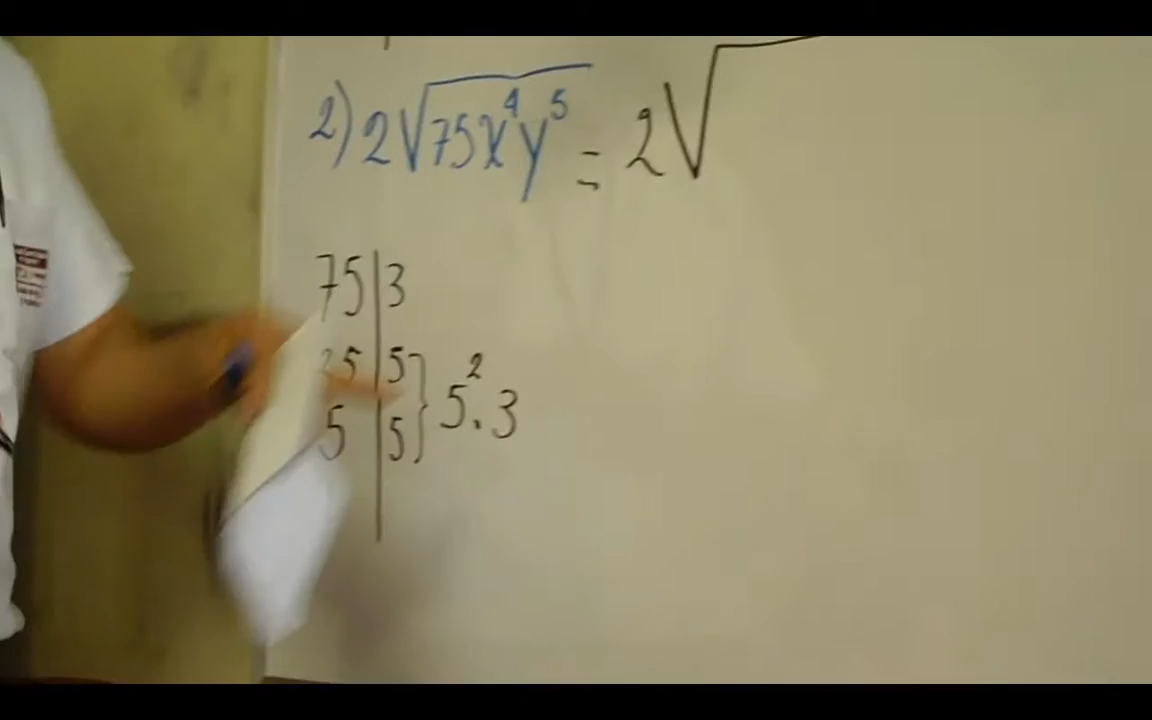 2) 2√75x⁴y⁵ = 2√
75 | 3
25 | 5
5 | 5 } 5².3